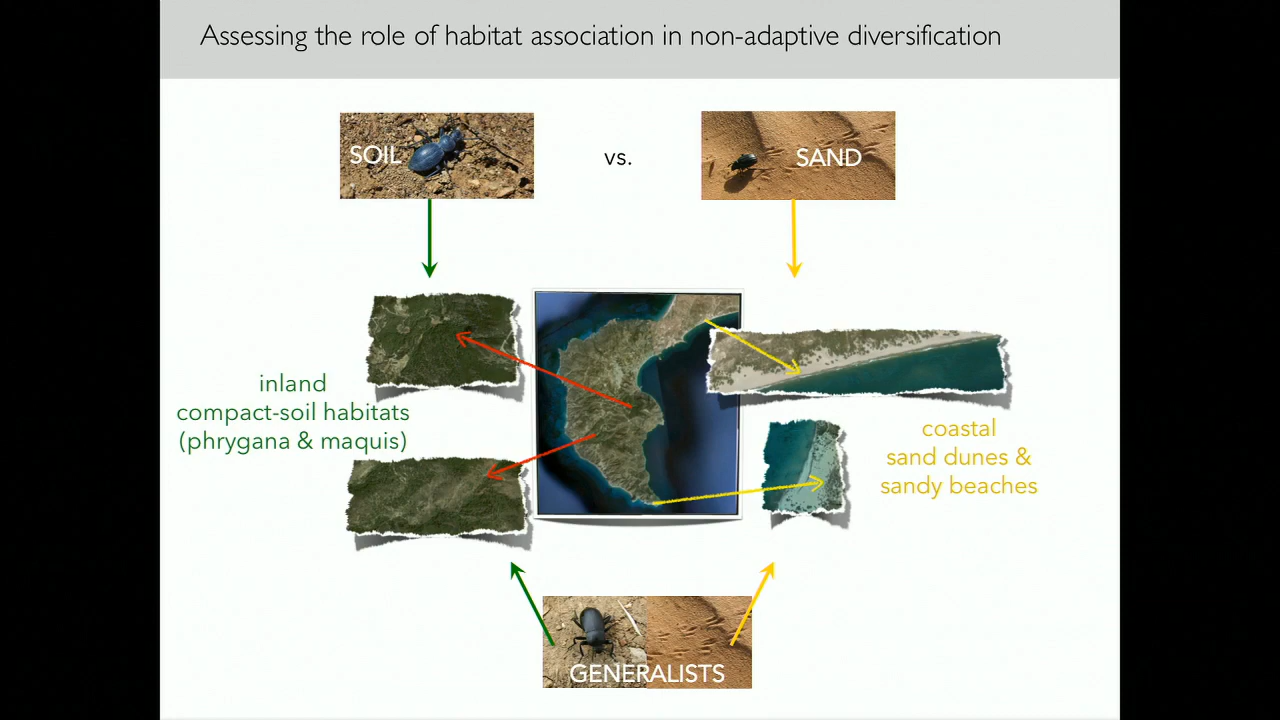 Assessing the role of habitat association in non-adaptive diversification
SOIL
vs.
SAND
inland
compact-soil habitats
(phrygana & maquis)
coastal
sand dunes &
sandy beaches
GENERALISTS